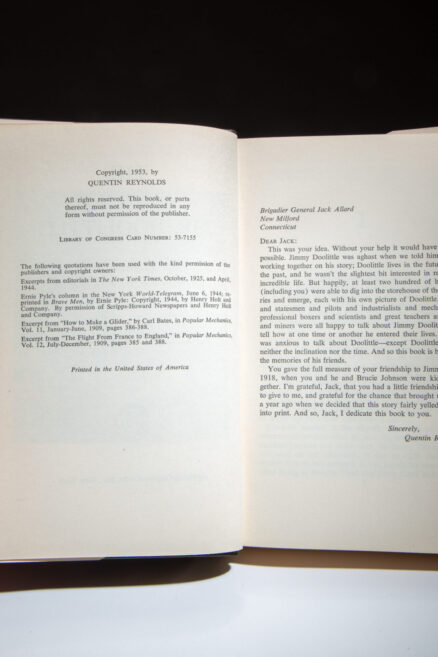 Copyright, 1953, by
QUENTIN REYNOLDS
All rights reserved. This book, or parts
thereof, must not be reproduced in any
form without permission of the publisher.
LIBRARY OF CONGRESS CARD NUMBER: 53-7155
The following quotations have been used with the kind permission of the
publishers and copyright owners:
Excerpts from editorials in The New York Times, October, 1925, and April,
1944.
Ernie Pyle's column in the New York World-Telegram, June 6, 1944; re-
printed in Brave Men, by Ernie Pyle: Copyright, 1944, by Henry Holt and
Company. By permission of Scripps-Howard Newspapers and Henry Holt
and Company.
Excerpt from "How to Make a Glider," by Carl Bates, in Popular Mechanics,
Vol. 11, January-June, 1909, pages 386-388.
Excerpt from "The Flight From France to England," in Popular Mechanics,
Vol. 12, July-December, 1909, pages 385 and 388.
Printed in the United States of America
Brigadier General Jack Allard
New Milford
Connecticut
DEAR JACK:
This was your idea. Without your help it would have
possible. Jimmy Doolittle was aghast when we told him
working together on his story; Doolittle lives in the futu
the past, and he wasn't the slightest bit interested in re
incredible life. But happily, at least two hundred of h
(including you) were able to dig into the storehouse of the
ries and emerge, each with his own picture of Doolittle.
and statesmen and pilots and industrialists and mech
professional boxers and scientists and great teachers a
and miners were all happy to talk about Jimmy Doolit
tell how at one time or another he entered their lives.
was anxious to talk about Doolittle—except Doolittle
neither the inclination nor the time. And so this book is b
the memories of his friends.
You gave the full measure of your friendship to Jimm
1918, when you and he and Brucie Johnson were kic
gether. I'm grateful, Jack, that you had a little friendshi
to give to me, and grateful for the chance that brought
a year ago when we decided that this story fairly yelled
into print. And so, Jack, I dedicate this book to you.
Sincerely,
Quentin R